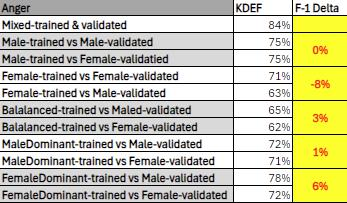 Anger KDEF F-1 Delta
Mixed-trained & validated 84%
Male-trained vs Male-validated 75%
0%
Male-trained vs Female-validatied 75%
Female-trained vs Female-validated 71%
-8%
Female-trained vs Male-validated 63%
Balalanced-trained vs Maled-validated 65%
3%
Balalanced-trained vs Female-validated 62%
MaleDominant-trained vs Male-validated 72%
1%
MaleDominant-trained vs Female-validated 71%
FemaleDominant-trained vs Male-validated 78%
6%
FemaleDominant-trained vs Female-validated 72%